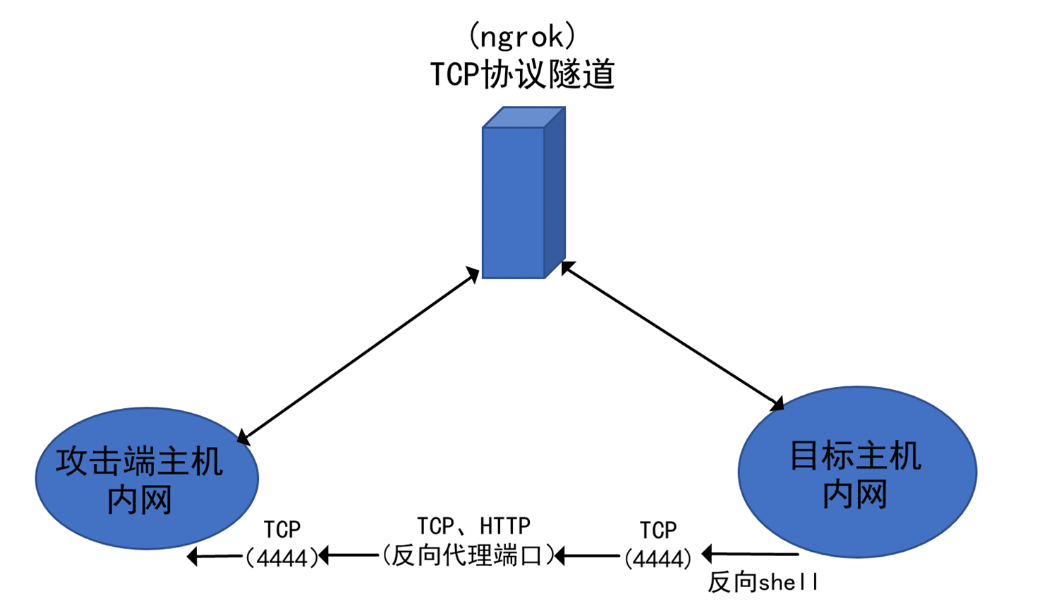 (ngrok)
TCP协议隧道
攻击端主机
内网
目标主机
内网
TCP
(4444)
TCP、HTTP
(反向代理端口)
TCP
(4444)
反向shell